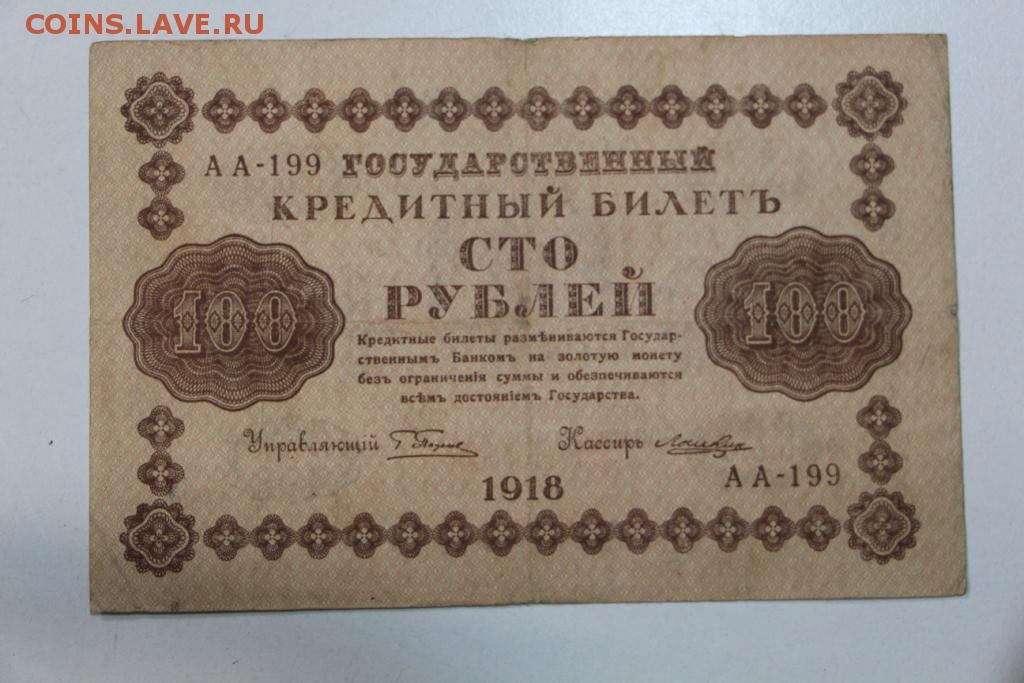 COINS.LAVE.RU
АА-199 ГОСУДАРСТВЕННЫЙ
КРЕДИТНЫЙ БИЛЕТЪ
СТО
РУБЛЕЙ
100 100
Кредитные билеты размѣниваются Государ-
ственнымъ Банкомъ на золотую монету
безъ ограниченія суммы и обезпечиваются
всѣмъ достояніемъ Государства.
Управляющій Кассиръ
1918 АА-199